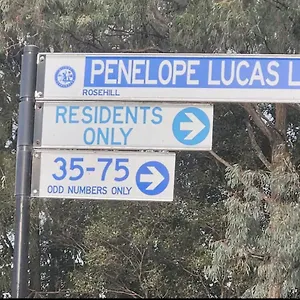 PENELOPE LUCAS L
ROSEHILL
RESIDENTS
ONLY
35-75
ODD NUMBERS ONLY